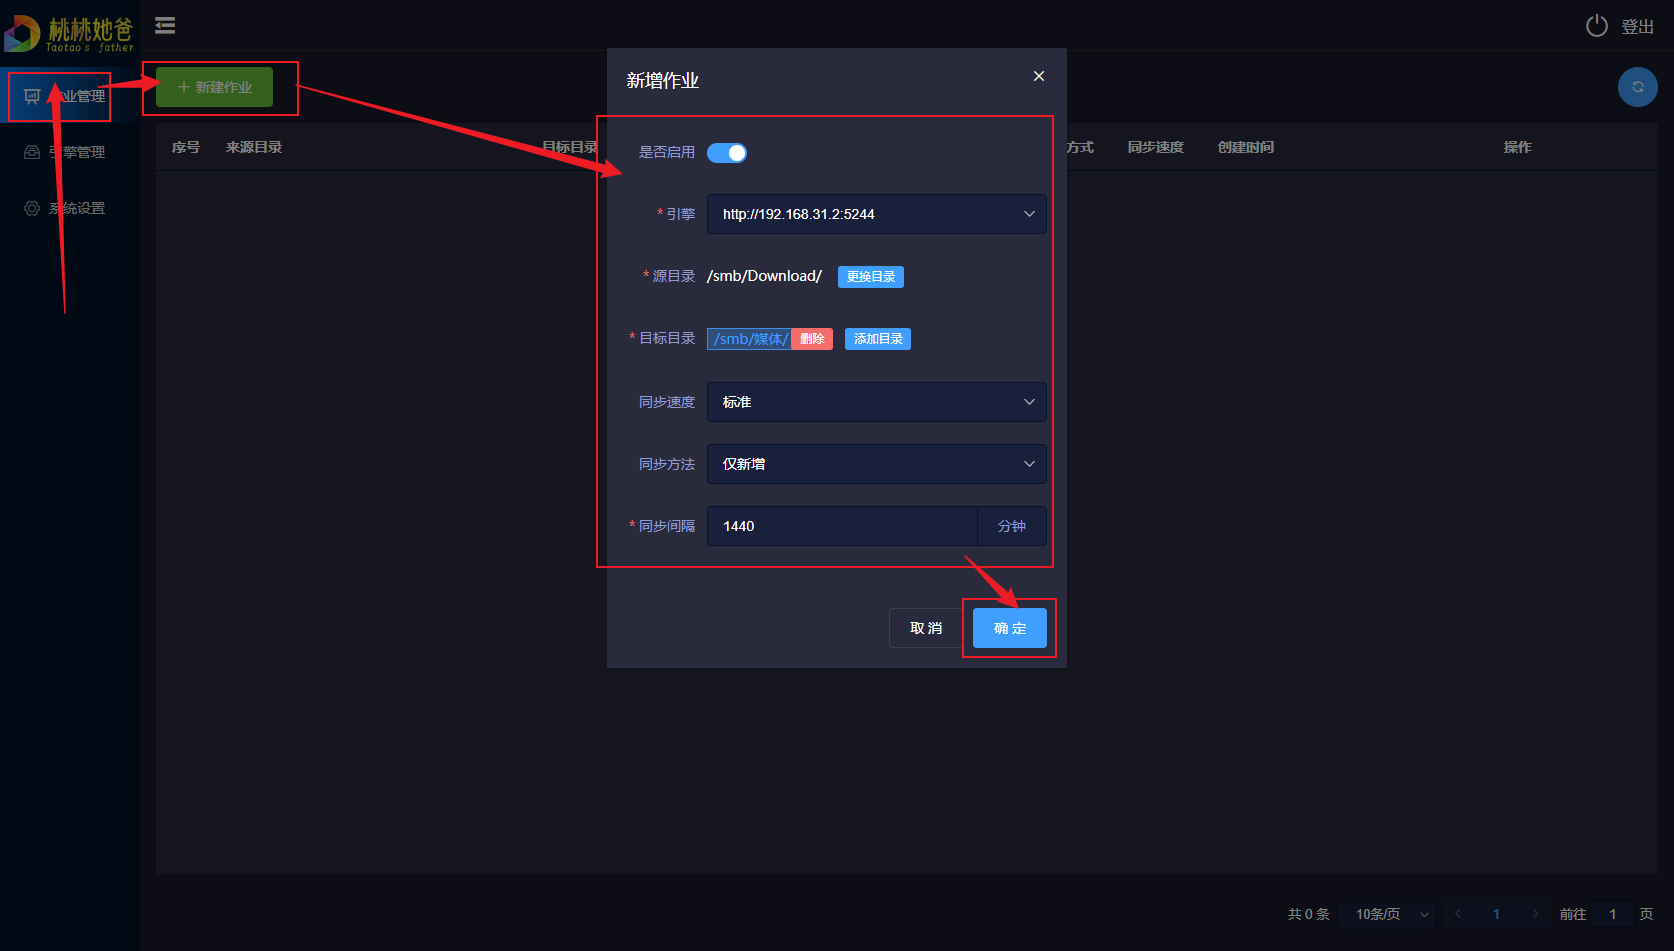 桃桃她爸
Taotao's father
登出
作业管理
引擎管理
系统设置
新建作业
序号 来源目录 目标目录 方式 同步速度 创建时间 操作
新增作业
是否启用
* 引擎 http://192.168.31.2:5244
* 源目录 /smb/Download/ 更换目录
* 目标目录 /smb/媒体/ 删除 添加目录
同步速度 标准
同步方法 仅新增
* 同步间隔 1440 分钟
取 消 确 定
共 0 条 10条/页 1 前往 1 页